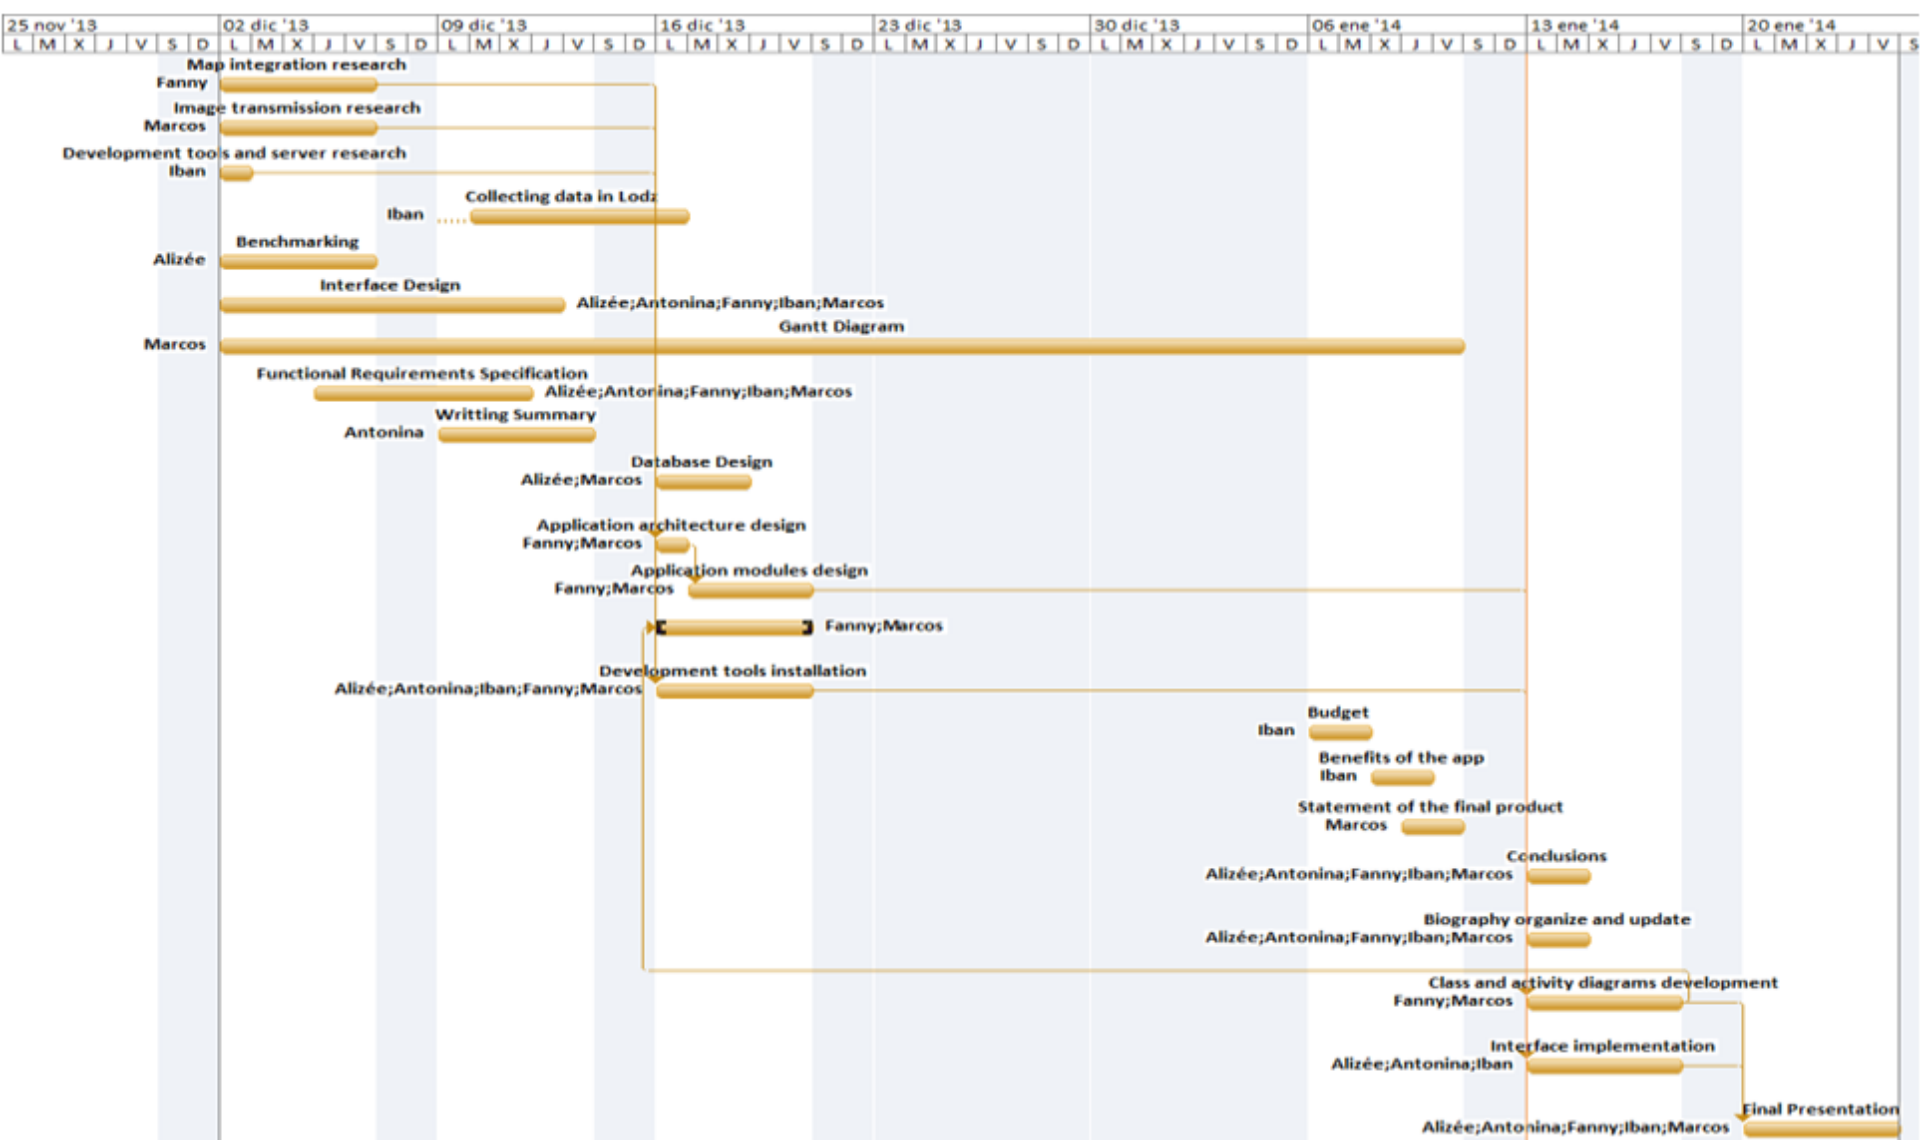 25 nov '13 02 dic '13 09 dic '13 16 dic '13 23 dic '13 30 dic '13 06 ene '14 13 ene '14 20 ene '14
L M X J V S D L M X J V S D L M X J V S D L M X J V S D L M X J V S D L M X J V S D L M X J V S D L M X J V S D L M X J V S
Map integration research
Fanny
Image transmission research
Marcos
Development tools and server research
Iban
Collecting data in Lodz
Iban
Benchmarking
Alizée
Interface Design
Alizée;Antonina;Fanny;Iban;Marcos
Gantt Diagram
Marcos
Functional Requirements Specification
Alizée;Antonina;Fanny;Iban;Marcos
Writting Summary
Antonina
Database Design
Alizée;Marcos
Application architecture design
Fanny;Marcos
Application modules design
Fanny;Marcos
Fanny;Marcos
Development tools installation
Alizée;Antonina;Iban;Fanny;Marcos
Budget
Iban
Benefits of the app
Iban
Statement of the final product
Marcos
Conclusions
Alizée;Antonina;Fanny;Iban;Marcos
Biography organize and update
Alizée;Antonina;Fanny;Iban;Marcos
Class and activity diagrams development
Fanny;Marcos
Interface implementation
Alizée;Antonina;Iban
Final Presentation
Alizée;Antonina;Fanny;Iban;Marcos